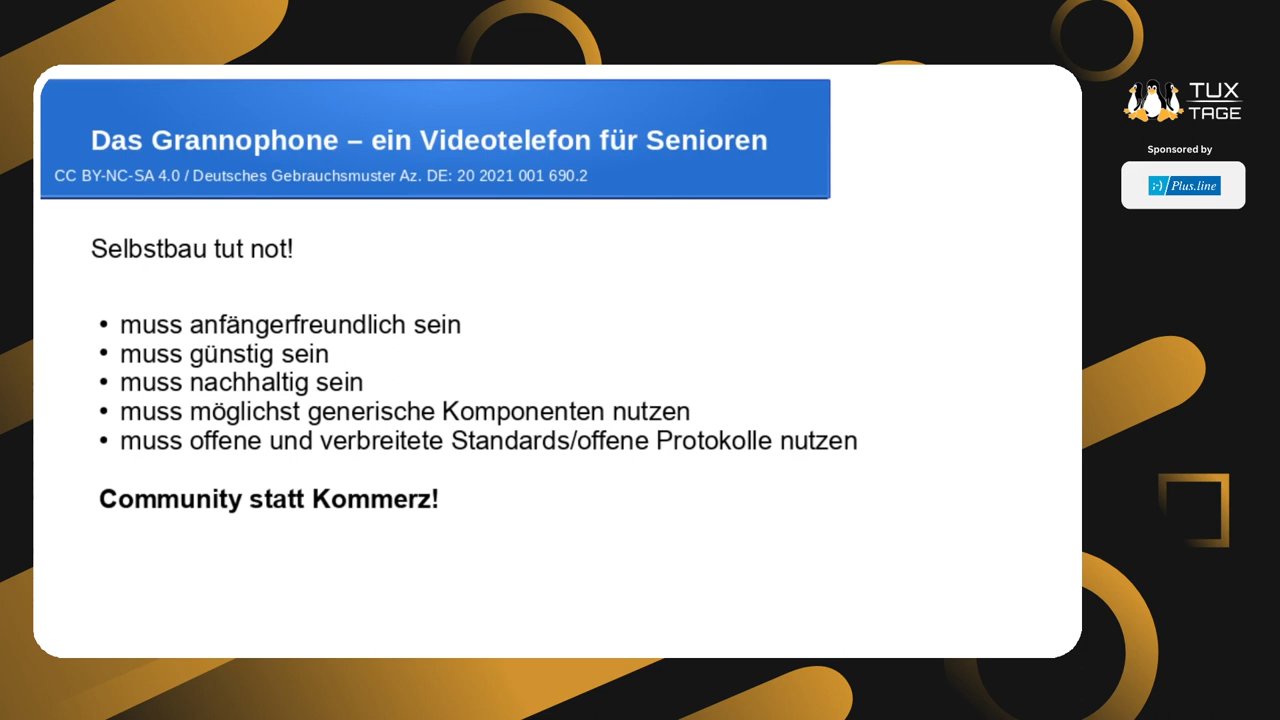 Das Grannophone – ein Videotelefon für Senioren
CC BY-NC-SA 4.0 / Deutsches Gebrauchsmuster Az. DE: 20 2021 001 690.2
Selbstbau tut not!
• muss anfängerfreundlich sein
• muss günstig sein
• muss nachhaltig sein
• muss möglichst generische Komponenten nutzen
• muss offene und verbreitete Standards/offene Protokolle nutzen
Community statt Kommerz!
TUX
TAGE
Sponsored by
;-) Plus.line